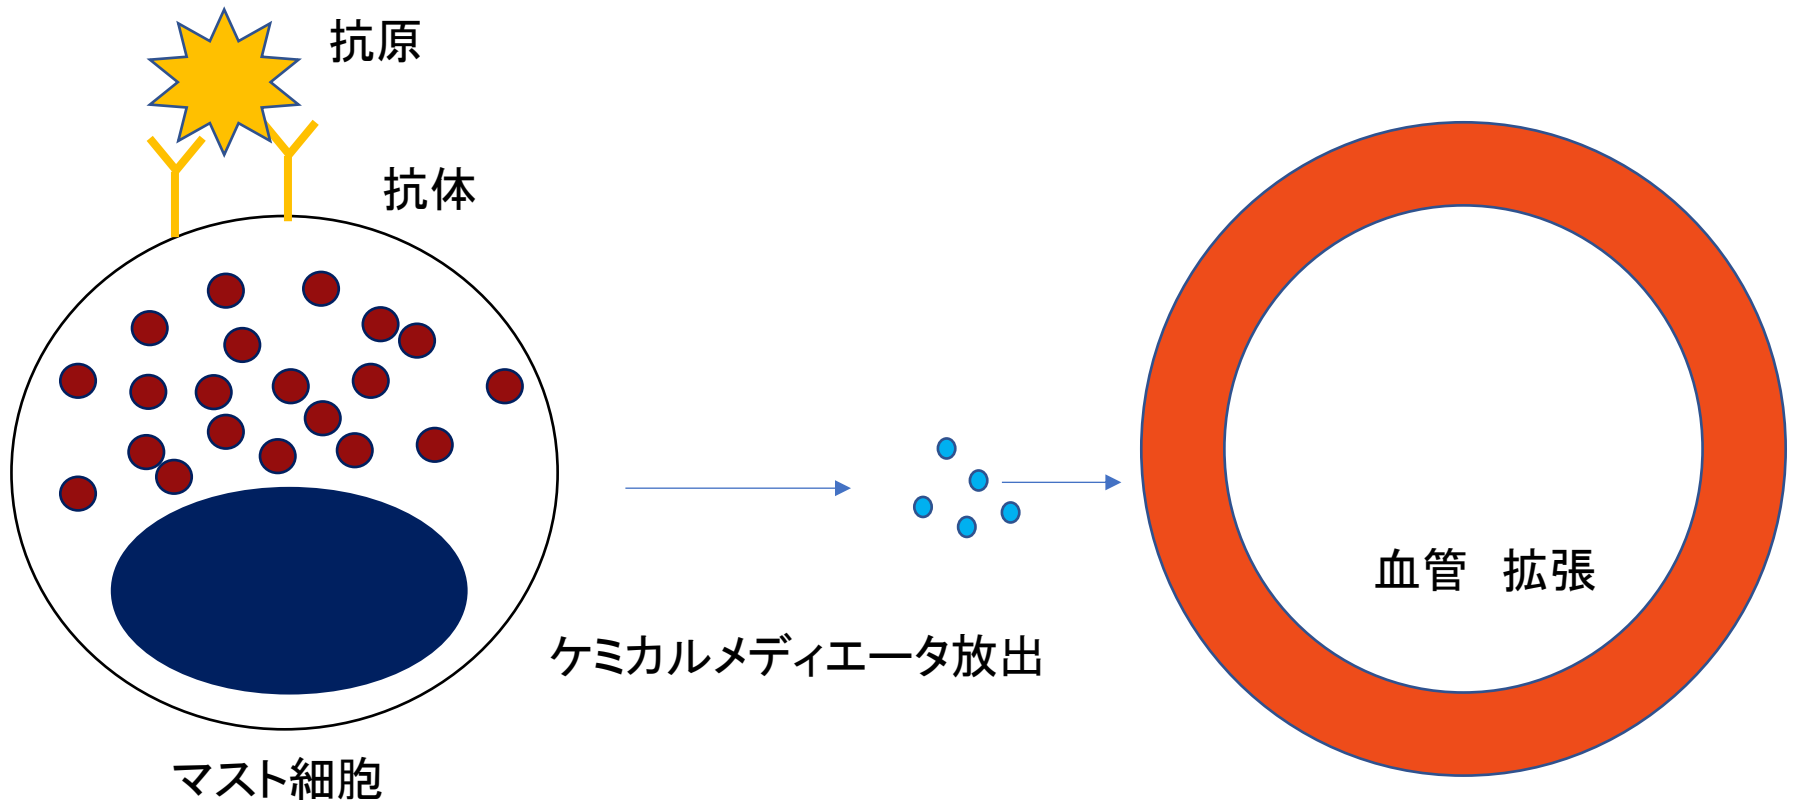 抗原
抗体
血管　拡張
ケミカルメディエータ放出
マスト細胞